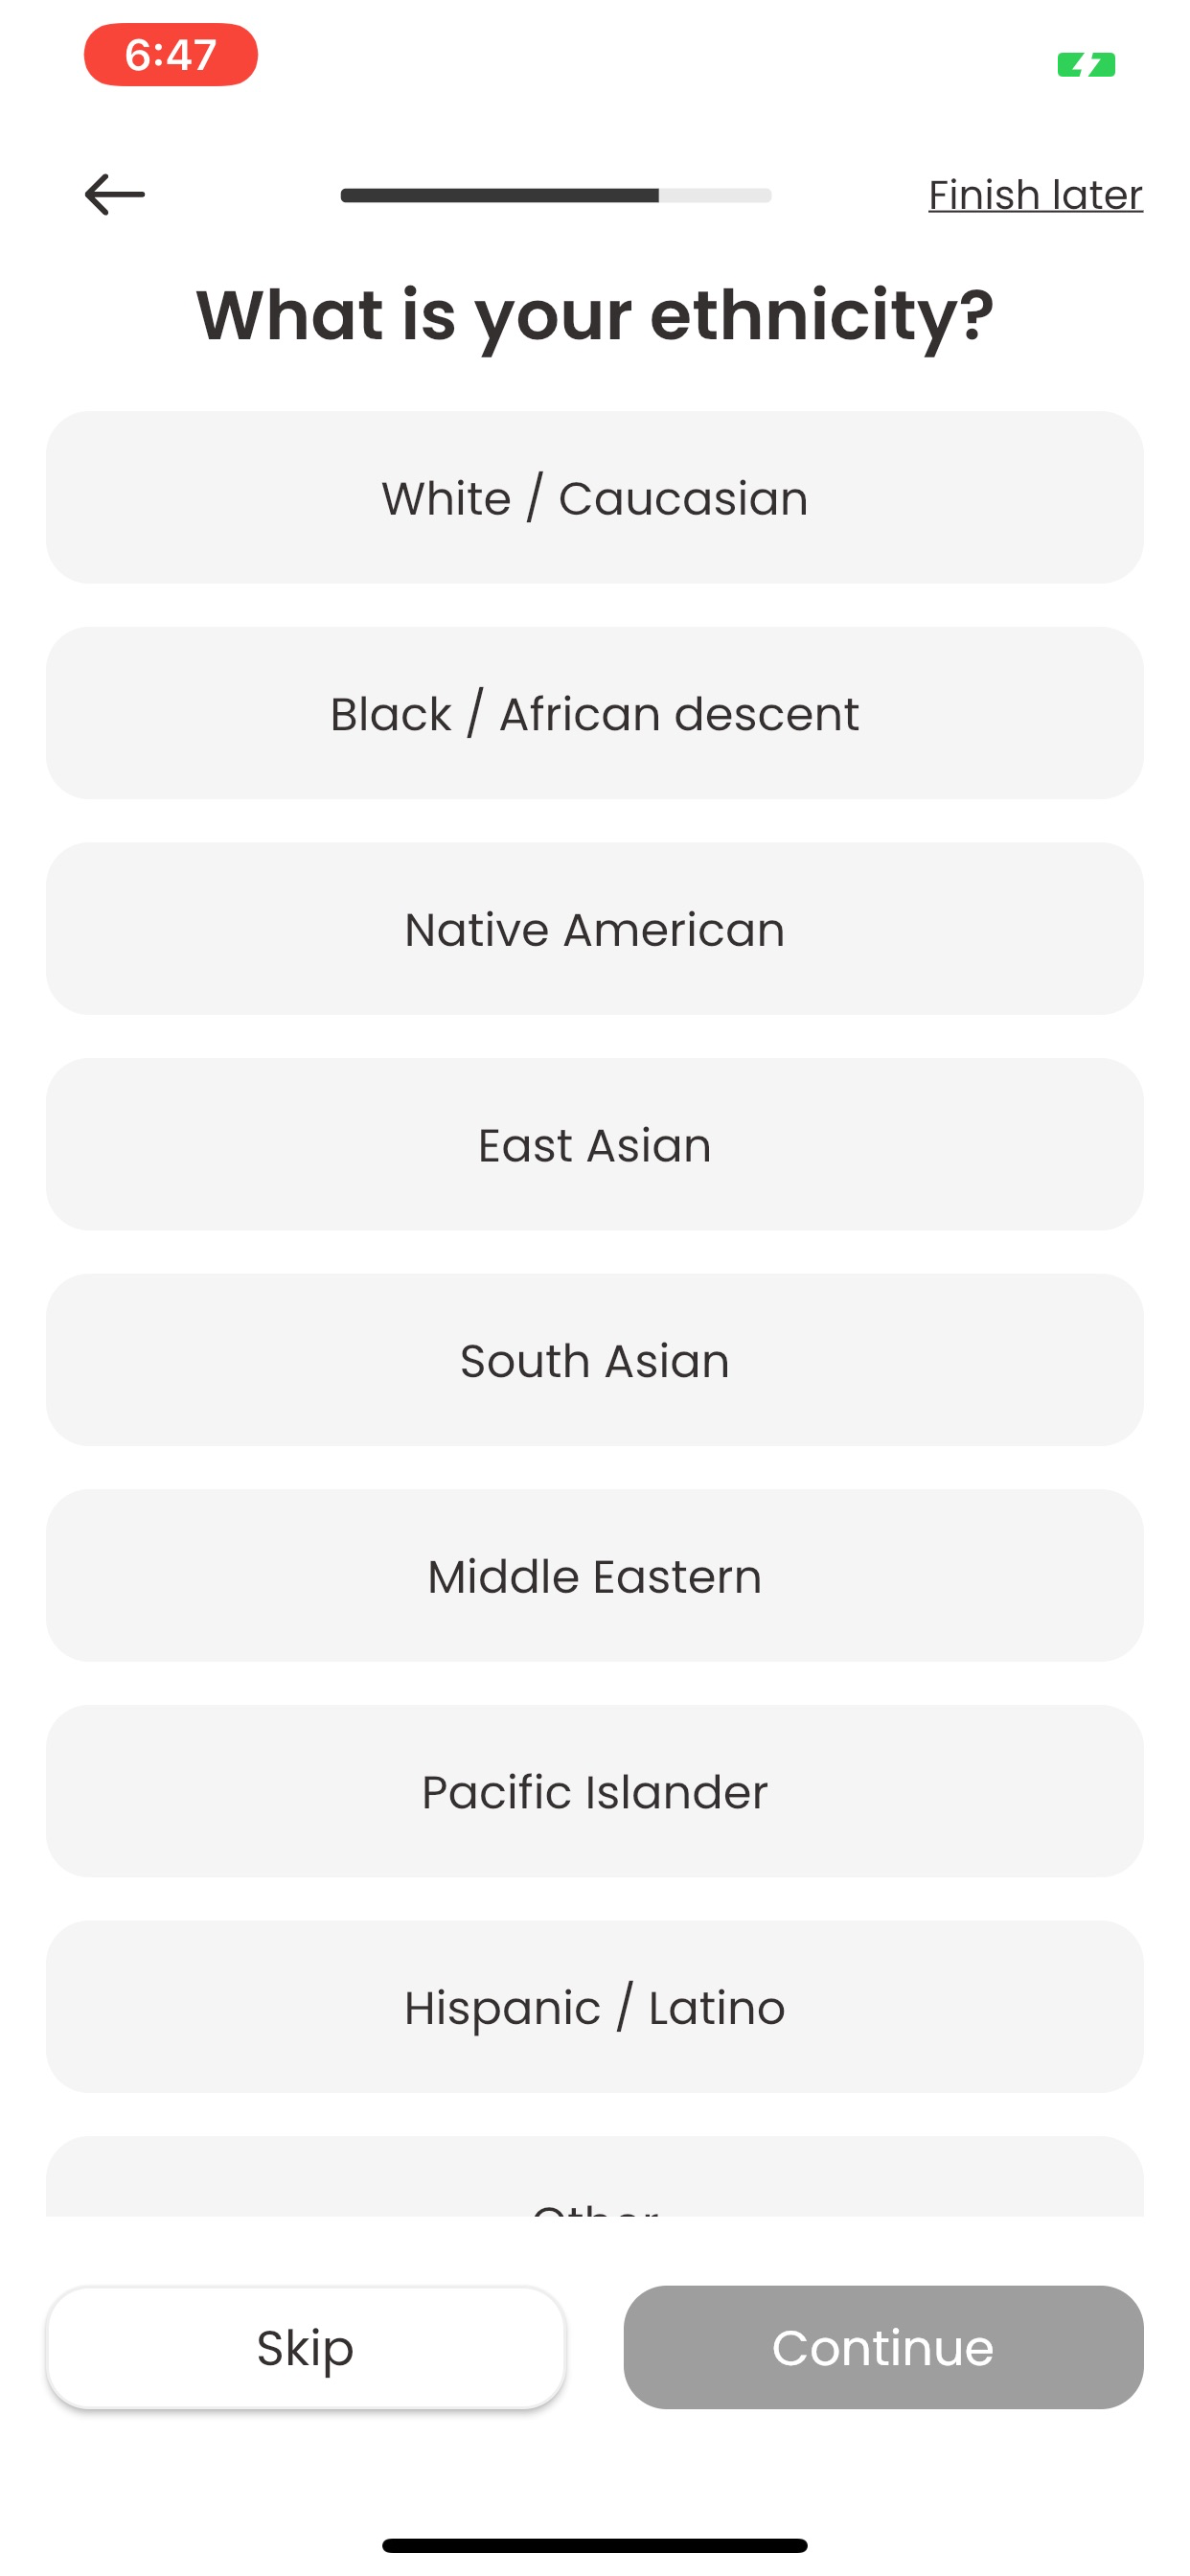 6:47
Finish later
What is your ethnicity?
White / Caucasian
Black / African descent
Native American
East Asian
South Asian
Middle Eastern
Pacific Islander
Hispanic / Latino
Other
Skip
Continue